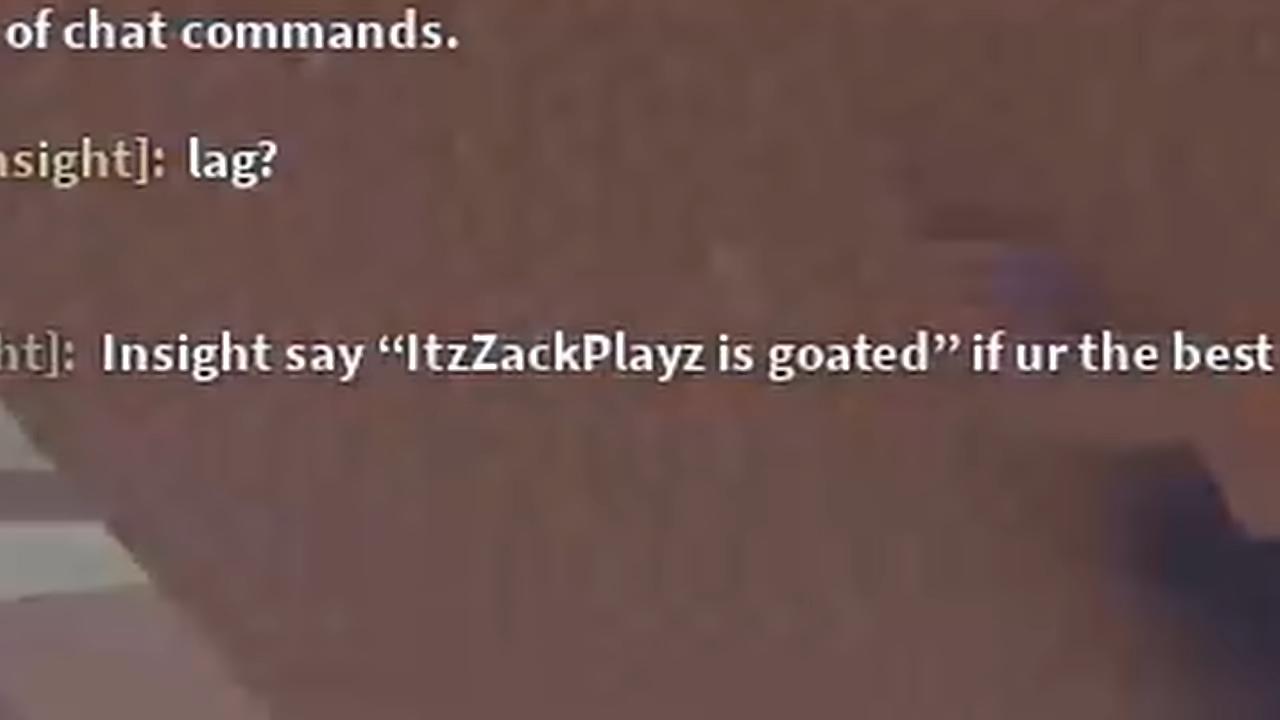 of chat commands.
nsight]: lag?
ht]: Insight say “ItzZackPlayz is goated” if ur the best